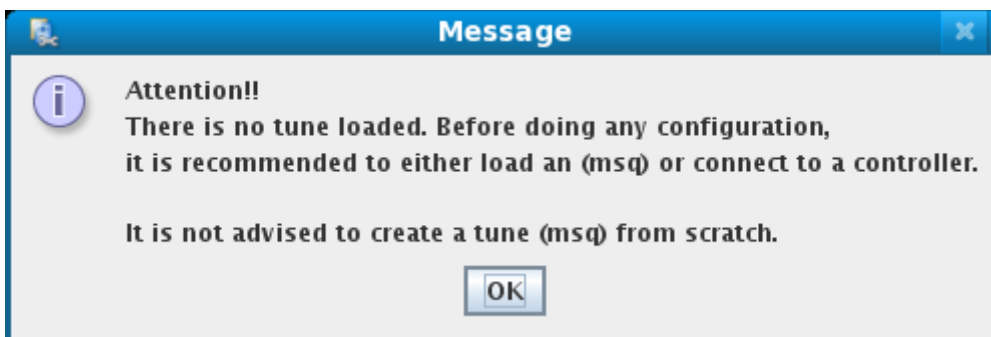 Message
Attention!!
There is no tune loaded. Before doing any configuration,
it is recommended to either load an (msq) or connect to a controller.
It is not advised to create a tune (msq) from scratch.
OK